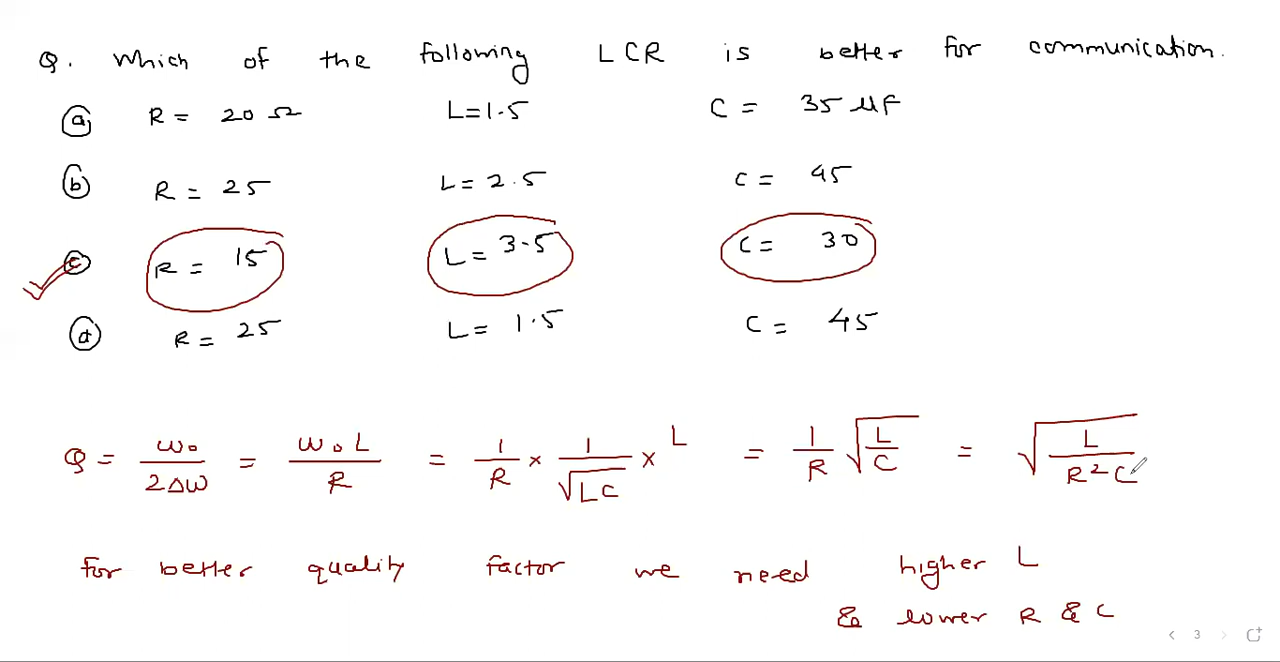 Q. Which of the following LCR is better for communication.
(a) R = 20 Ω L=1.5 C = 35 μF
(b) R = 25 L= 2.5 C = 45
(c) R = 15 L= 3.5 C = 30
(d) R = 25 L= 1.5 C = 45
Q = ω₀/2Δω = ω₀L/R = 1/R × 1/√LC × L = 1/R √(L/C) = √(L/R²C)
For better quality factor we need higher L
& lower R & C
3